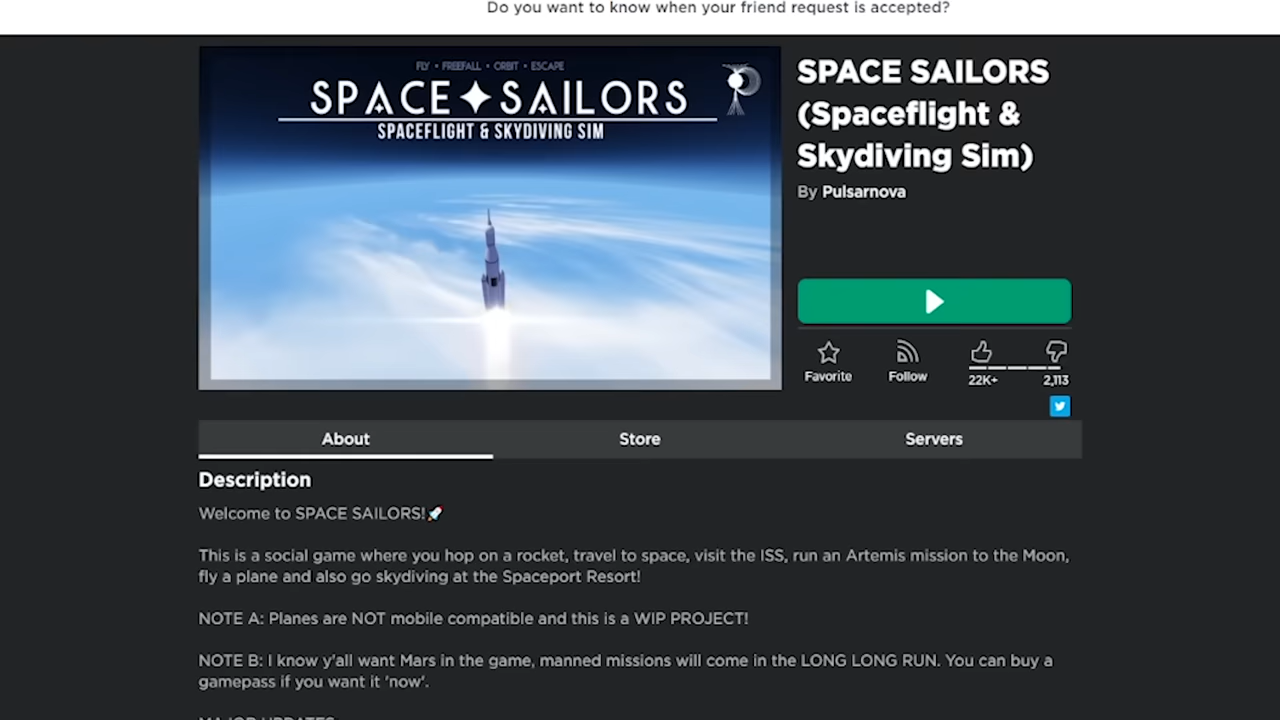 Do you want to know when your friend request is accepted?
FLY • FREEFALL • ORBIT • ESCAPE
SPACE SAILORS
SPACEFLIGHT & SKYDIVING SIM
SPACE SAILORS
(Spaceflight &
Skydiving Sim)
By Pulsarnova
Favorite
Follow
22K+
2,113
About
Store
Servers
Description
Welcome to SPACE SAILORS!🚀
This is a social game where you hop on a rocket, travel to space, visit the ISS, run an Artemis mission to the Moon,
fly a plane and also go skydiving at the Spaceport Resort!
NOTE A: Planes are NOT mobile compatible and this is a WIP PROJECT!
NOTE B: I know y'all want Mars in the game, manned missions will come in the LONG LONG RUN. You can buy a
gamepass if you want it 'now'.
MAJOR UPDATES